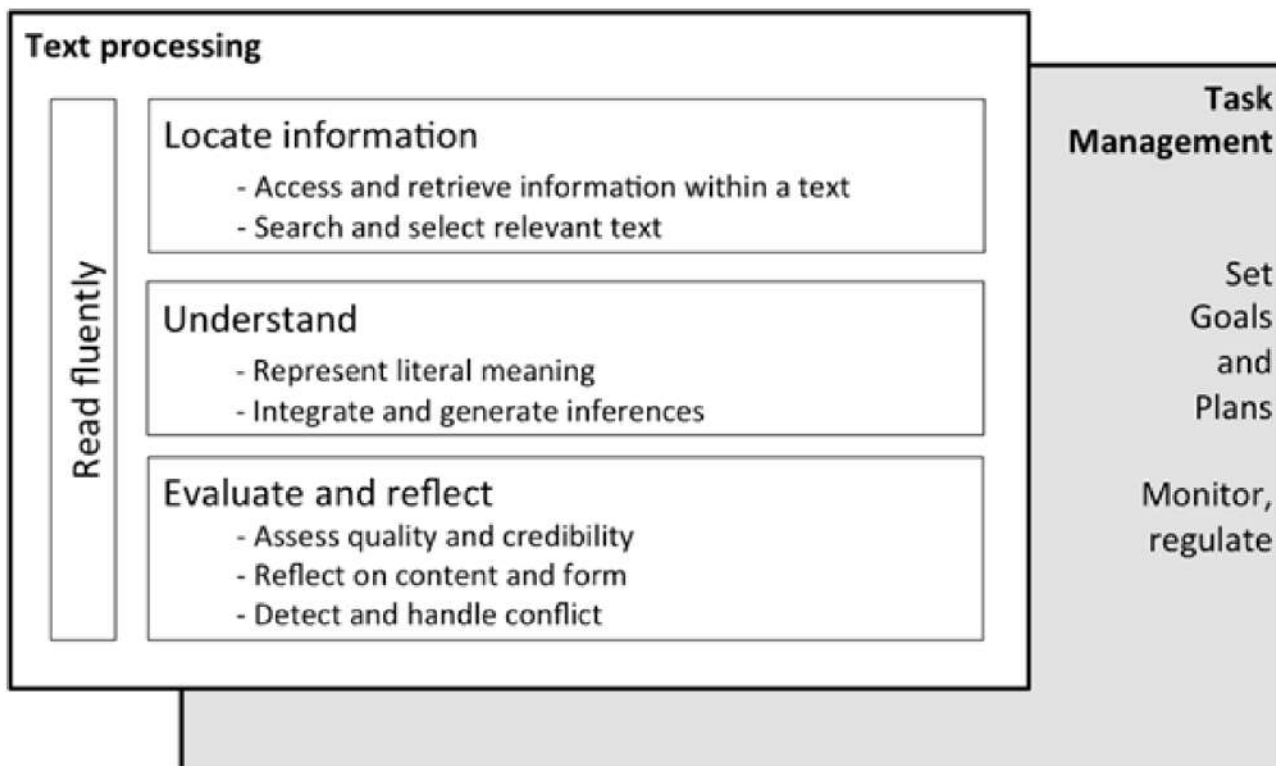 Text processing
Read fluently
Locate information
- Access and retrieve information within a text
- Search and select relevant text
Understand
- Represent literal meaning
- Integrate and generate inferences
Evaluate and reflect
- Assess quality and credibility
- Reflect on content and form
- Detect and handle conflict
Task
Management
Set
Goals
and
Plans
Monitor,
regulate